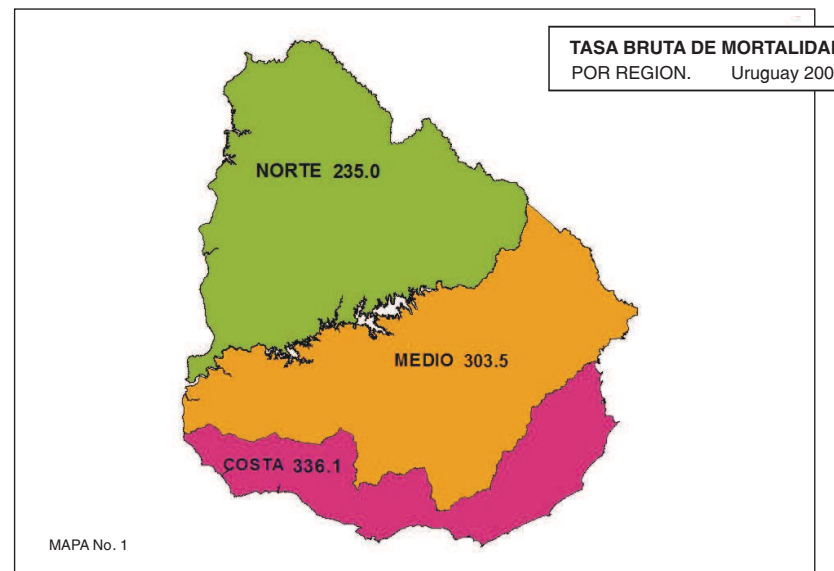 TASA BRUTA DE MORTALIDA
POR REGION. Uruguay 200
NORTE 235.0
MEDIO 303.5
COSTA 336.1
MAPA No. 1